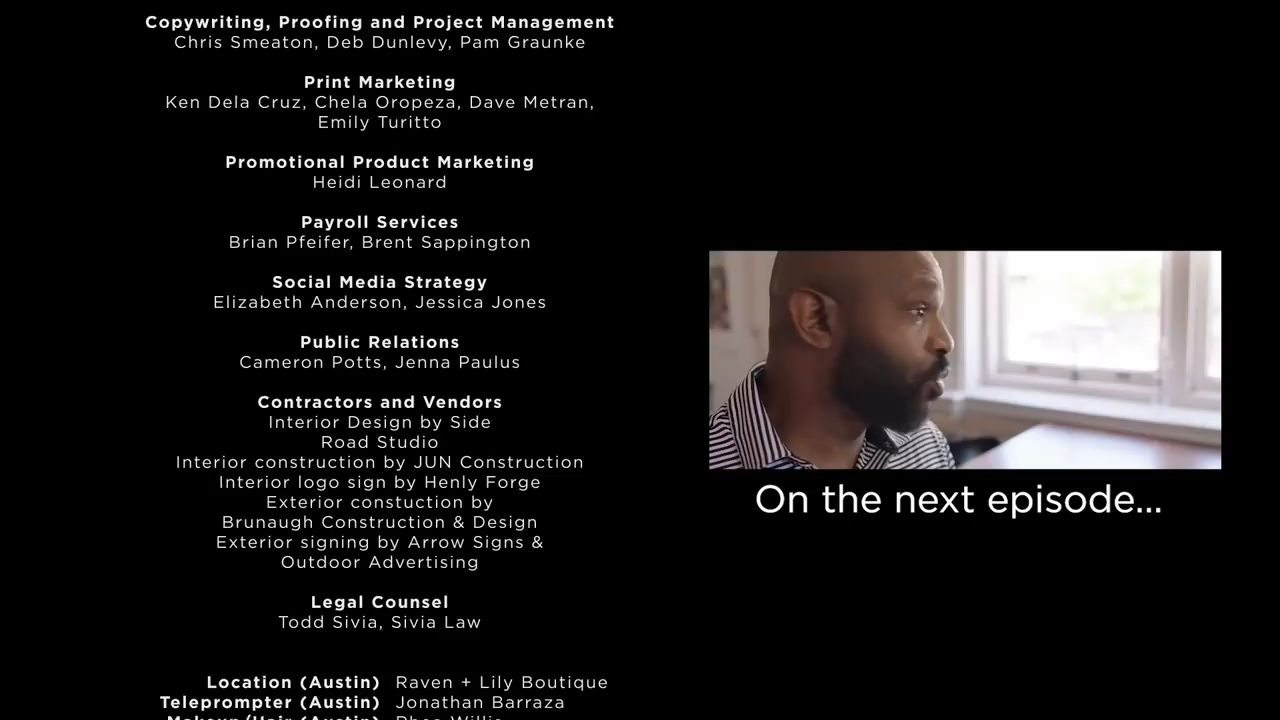 Copywriting, Proofing and Project Management
Chris Smeaton, Deb Dunlevy, Pam Graunke
Print Marketing
Ken Dela Cruz, Chela Oropeza, Dave Metran,
Emily Turitto
Promotional Product Marketing
Heidi Leonard
Payroll Services
Brian Pfeifer, Brent Sappington
Social Media Strategy
Elizabeth Anderson, Jessica Jones
Public Relations
Cameron Potts, Jenna Paulus
Contractors and Vendors
Interior Design by Side
Road Studio
Interior construction by JUN Construction
Interior logo sign by Henly Forge
Exterior constuction by
Brunaugh Construction & Design
Exterior signing by Arrow Signs &
Outdoor Advertising
Legal Counsel
Todd Sivia, Sivia Law
Location (Austin) Raven + Lily Boutique
Teleprompter (Austin) Jonathan Barraza
Makeup/Hair (Austin)
On the next episode...